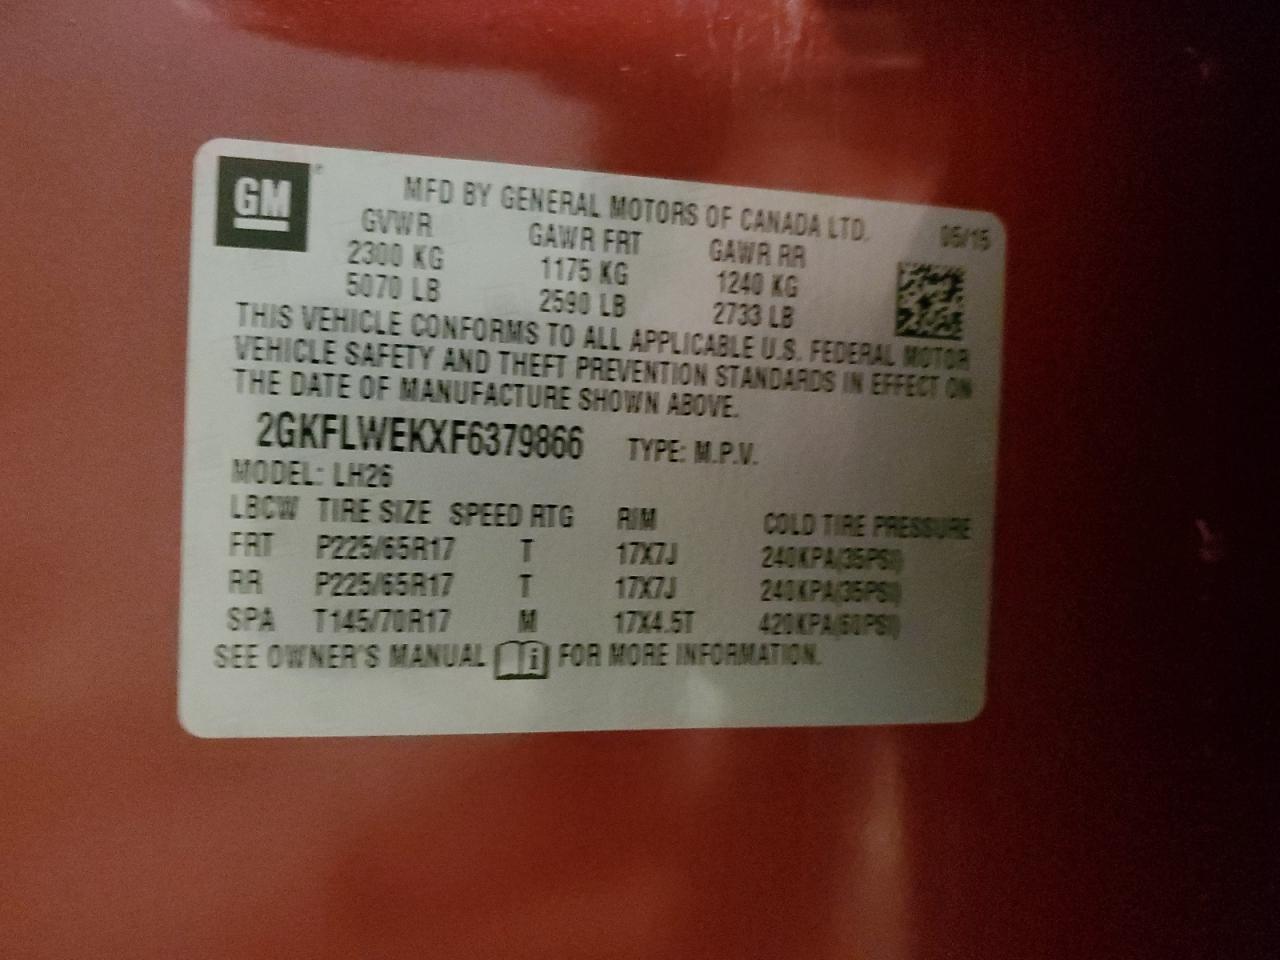 GM
MFD BY GENERAL MOTORS OF CANADA LTD.
05/15
GVWR GAWR FRT GAWR RR
2300 KG 1175 KG 1240 KG
5070 LB 2590 LB 2733 LB
THIS VEHICLE CONFORMS TO ALL APPLICABLE U.S. FEDERAL MOTOR
VEHICLE SAFETY AND THEFT PREVENTION STANDARDS IN EFFECT ON
THE DATE OF MANUFACTURE SHOWN ABOVE.
2GKFLWEKXF6379866 TYPE: M.P.V.
MODEL: LH26
LBCW TIRE SIZE SPEED RTG RIM COLD TIRE PRESSURE
FRT P225/65R17 T 17X7J 240KPA(35PSI)
RR P225/65R17 T 17X7J 240KPA(35PSI)
SPA T145/70R17 M 17X4.5T 420KPA(60PSI)
SEE OWNER'S MANUAL FOR MORE INFORMATION.